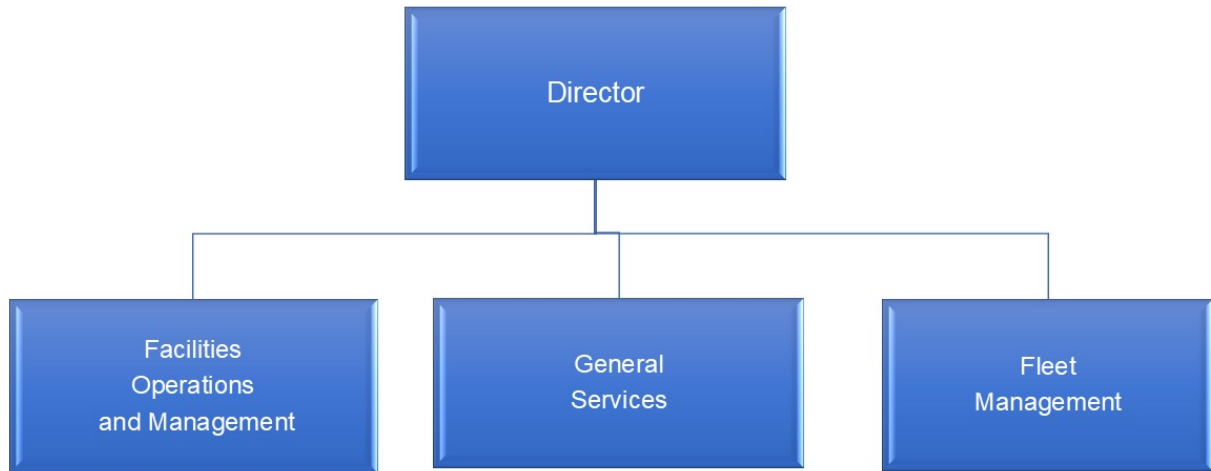 Director
Facilities
Operations
and Management
General
Services
Fleet
Management